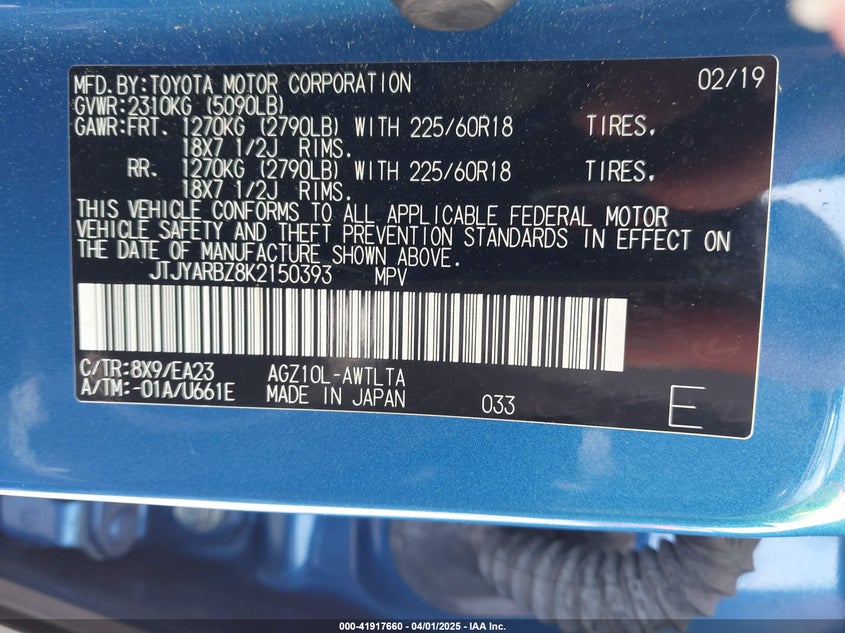 MFD.BY:TOYOTA MOTOR CORPORATION 02/19
GVWR:2310KG (5090LB)
GAWR:FRT. 1270KG (2790LB) WITH 225/60R18 TIRES,
18X7 1/2J RIMS.
RR. 1270KG (2790LB) WITH 225/60R18 TIRES,
18X7 1/2J RIMS.
THIS VEHICLE CONFORMS TO ALL APPLICABLE FEDERAL MOTOR
VEHICLE SAFETY AND THEFT PREVENTION STANDARDS IN EFFECT ON
THE DATE OF MANUFACTURE SHOWN ABOVE.
JTJYARBZ8K2150393 MPV
C/TR:8X9/EA23 AGZ10L-AWTLTA
A/TM:-01A/U661E MADE IN JAPAN 033 E
000-41917660 - 04/01/2025 - IAA Inc.